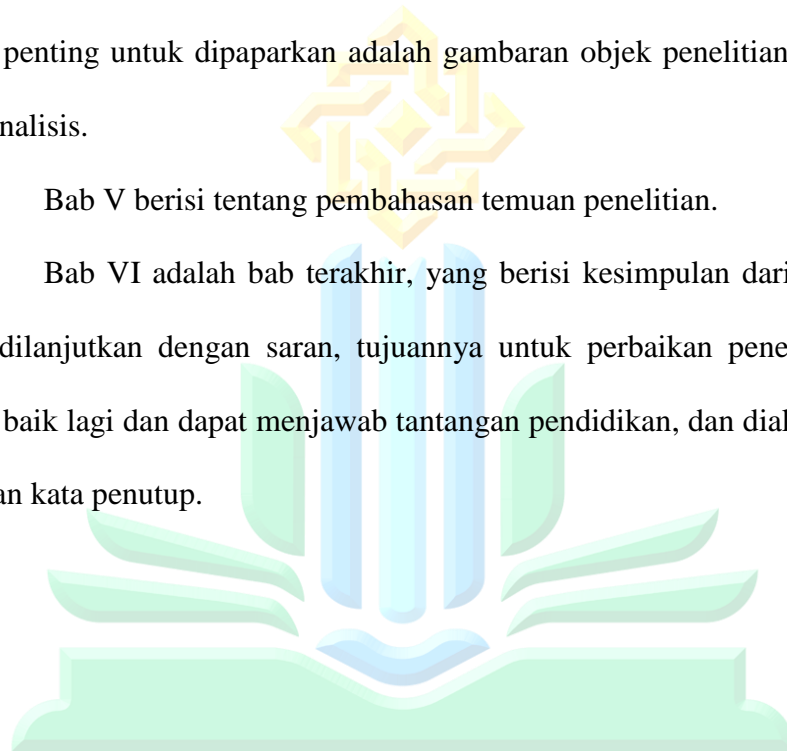 penting untuk dipaparkan adalah gambaran objek penelitian
nalisis.
Bab V berisi tentang pembahasan temuan penelitian.
Bab VI adalah bab terakhir, yang berisi kesimpulan dari
dilanjutkan dengan saran, tujuannya untuk perbaikan pene
baik lagi dan dapat menjawab tantangan pendidikan, dan dial
an kata penutup.